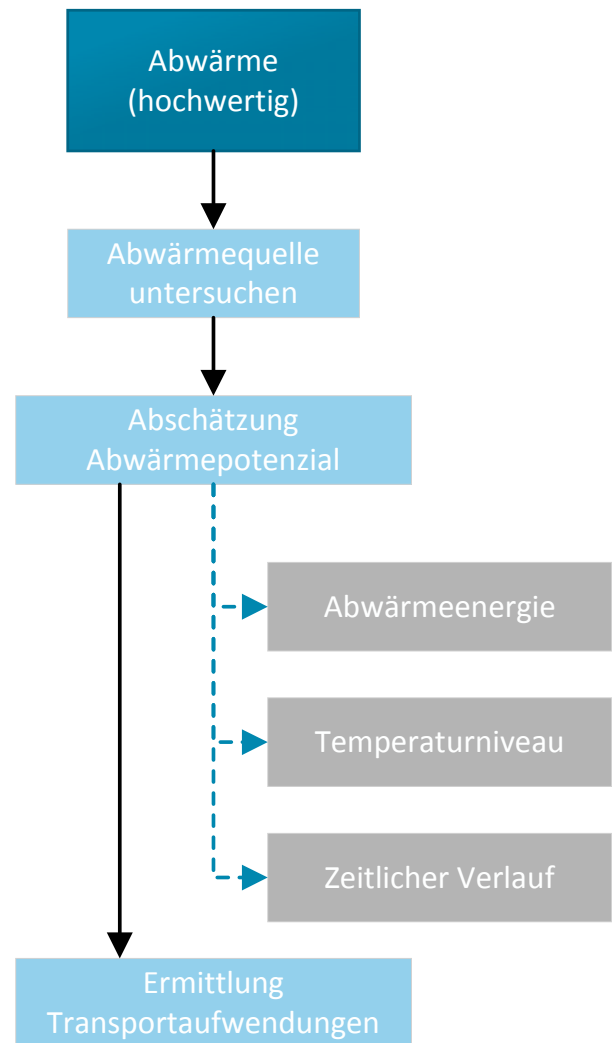 Abwärme
(hochwertig)
Abwärmequelle
untersuchen
Abschätzung
Abwärmepotenzial
Abwärmeenergie
Temperaturniveau
Zeitlicher Verlauf
Ermittlung
Transportaufwendungen